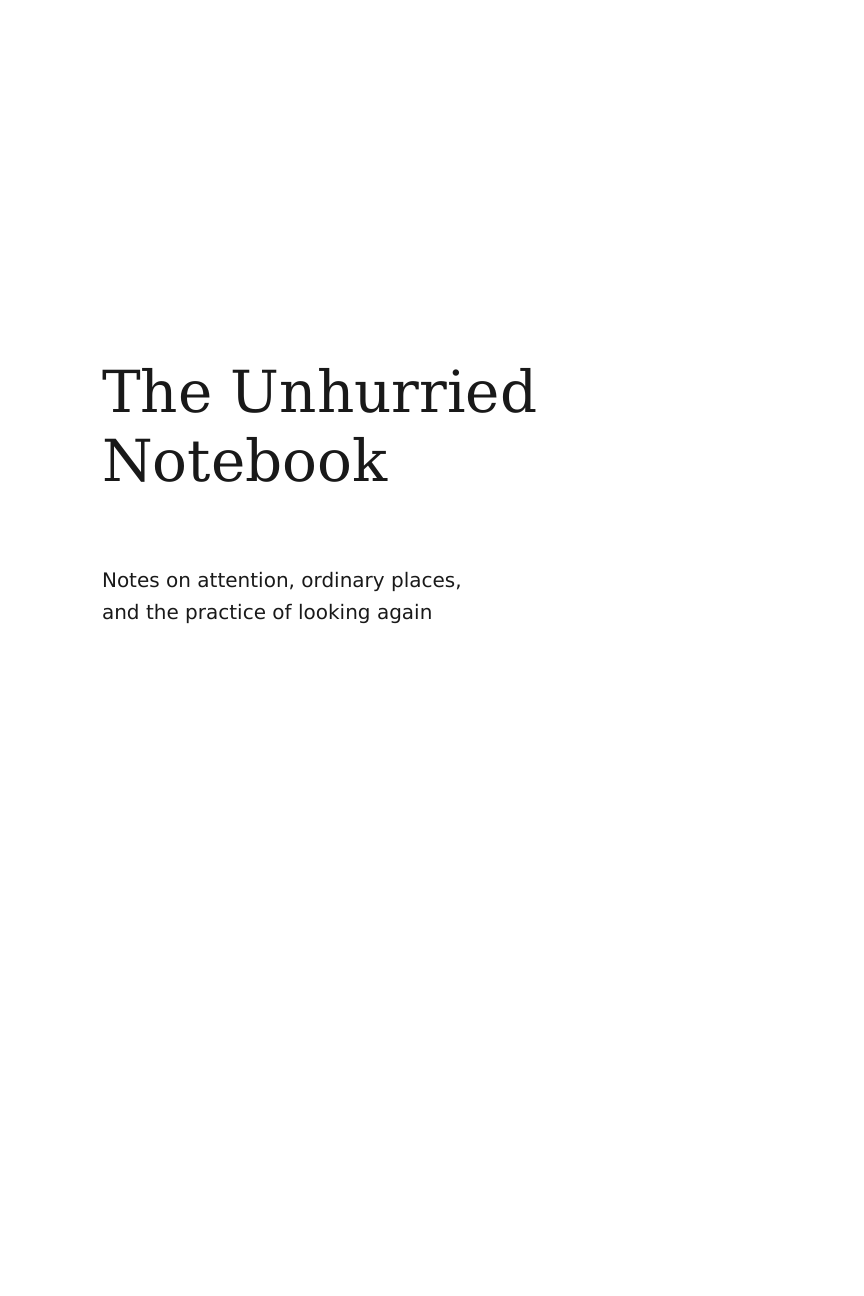 The Unhurried
Notebook
Notes on attention, ordinary places,
and the practice of looking again